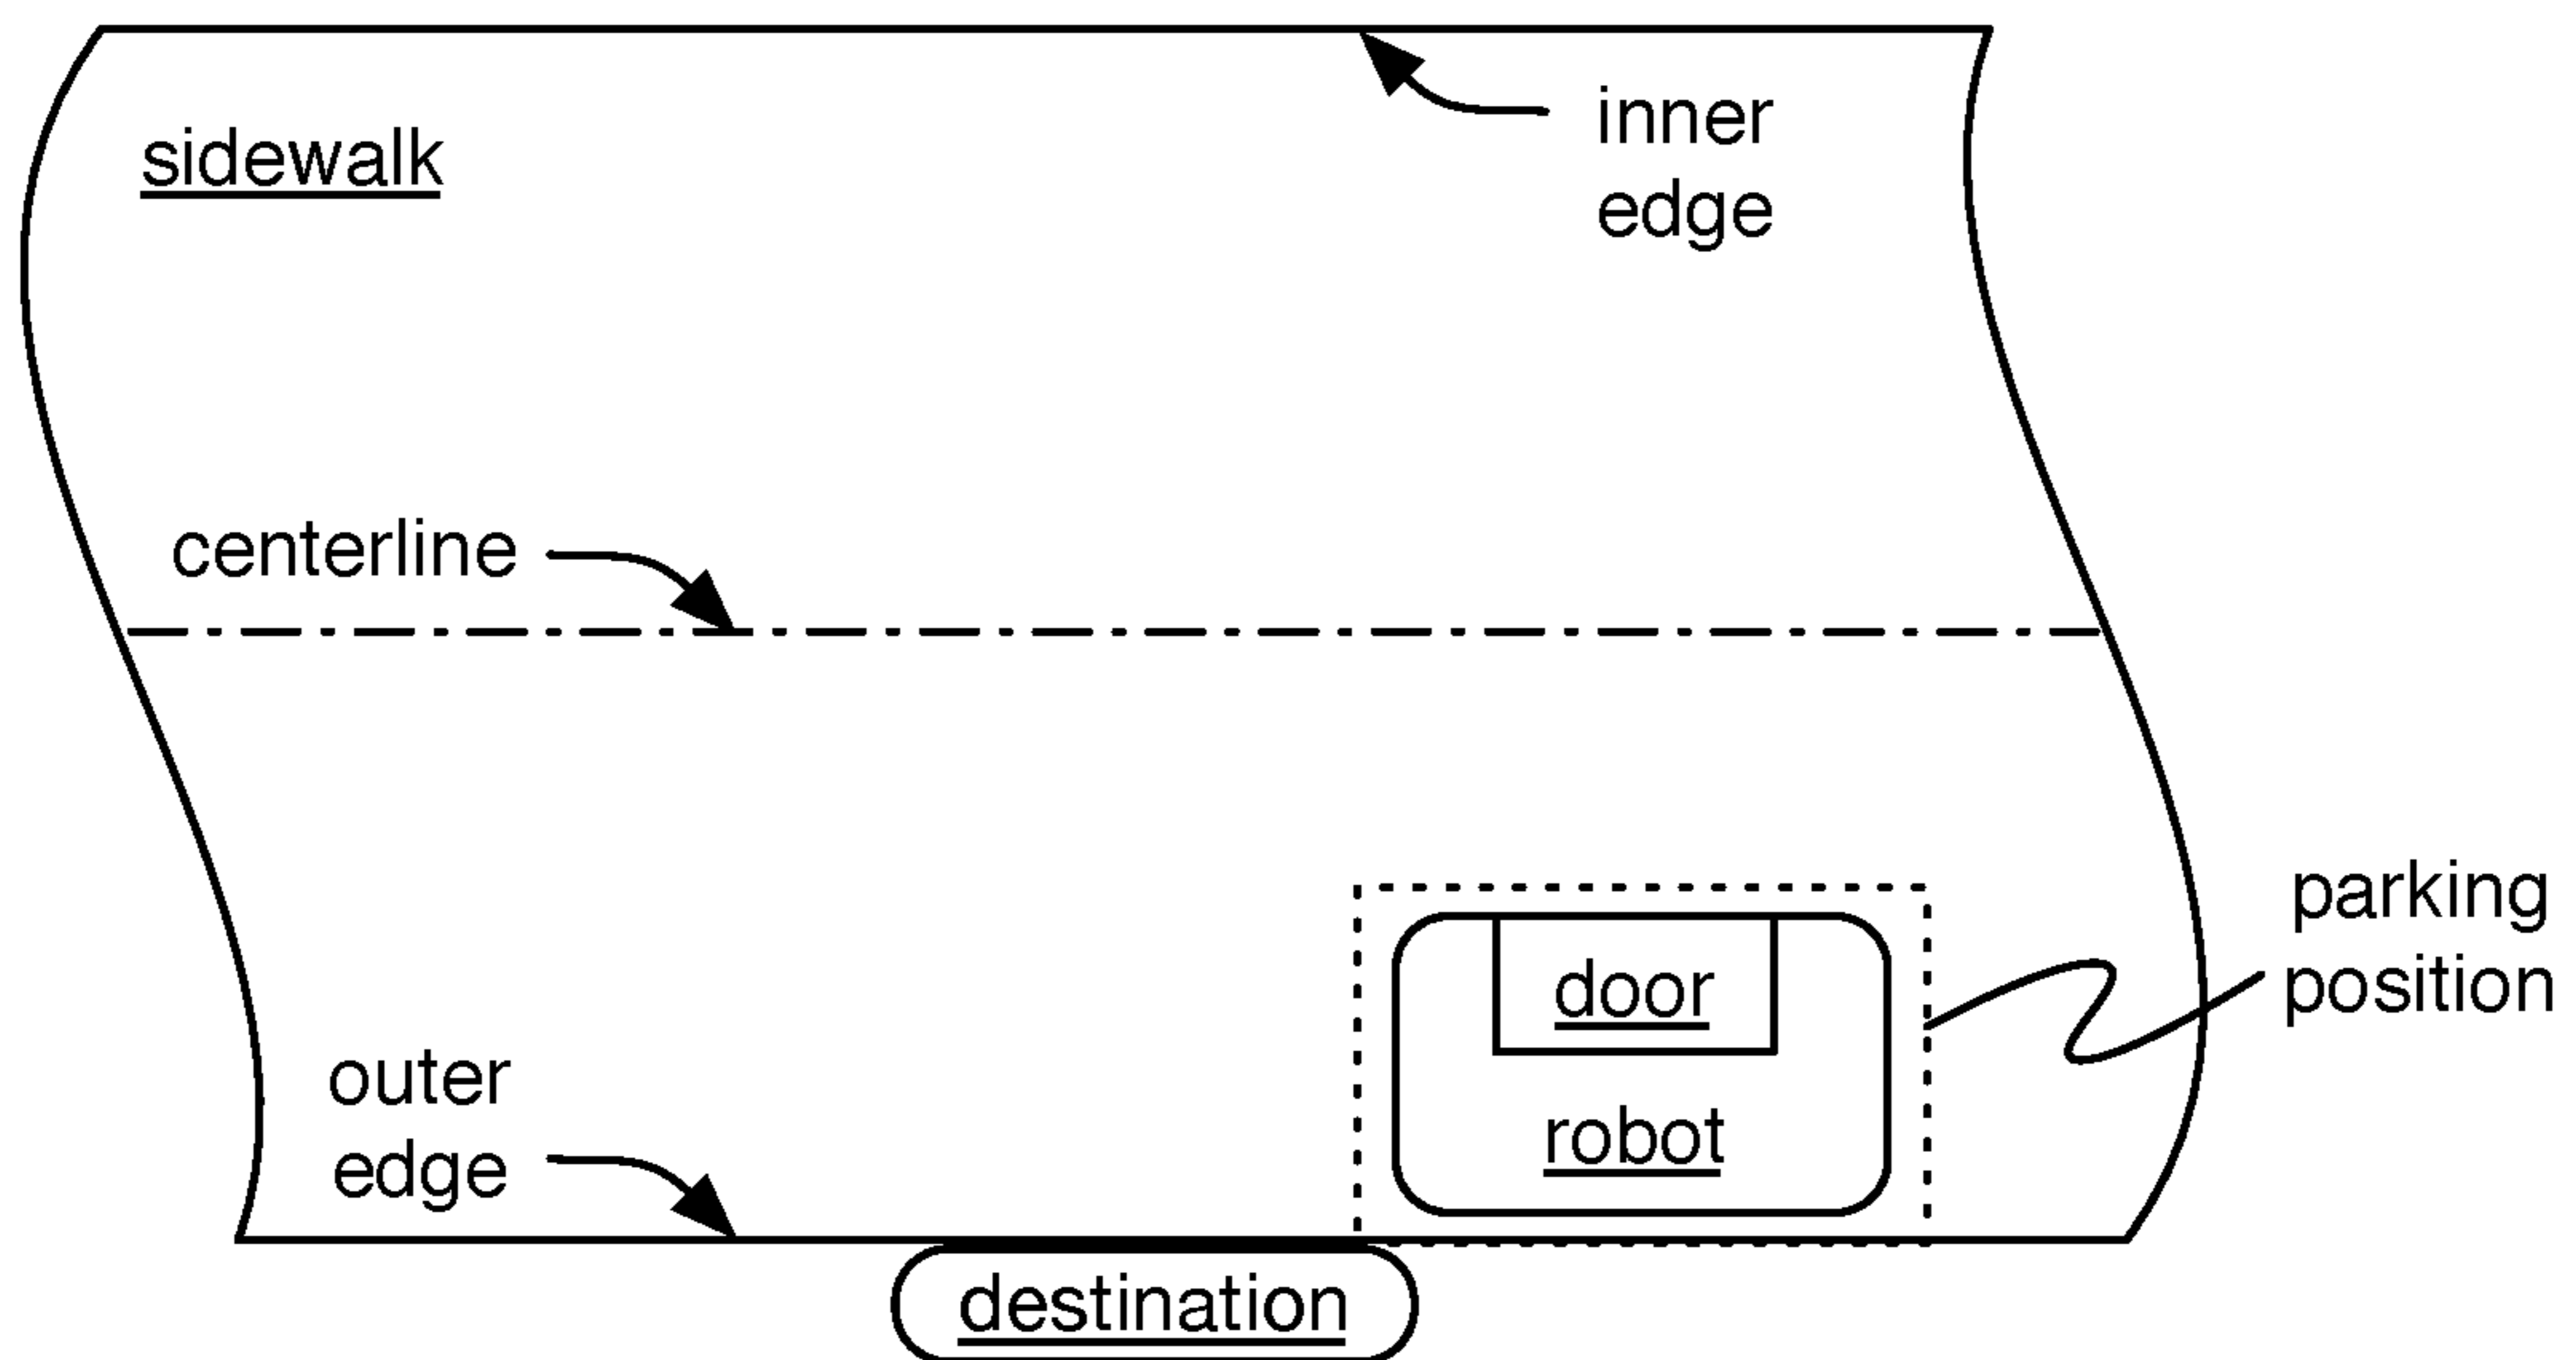 inner
edge
sidewalk
centerline
parking
position
door
robot
outer
edge
destination